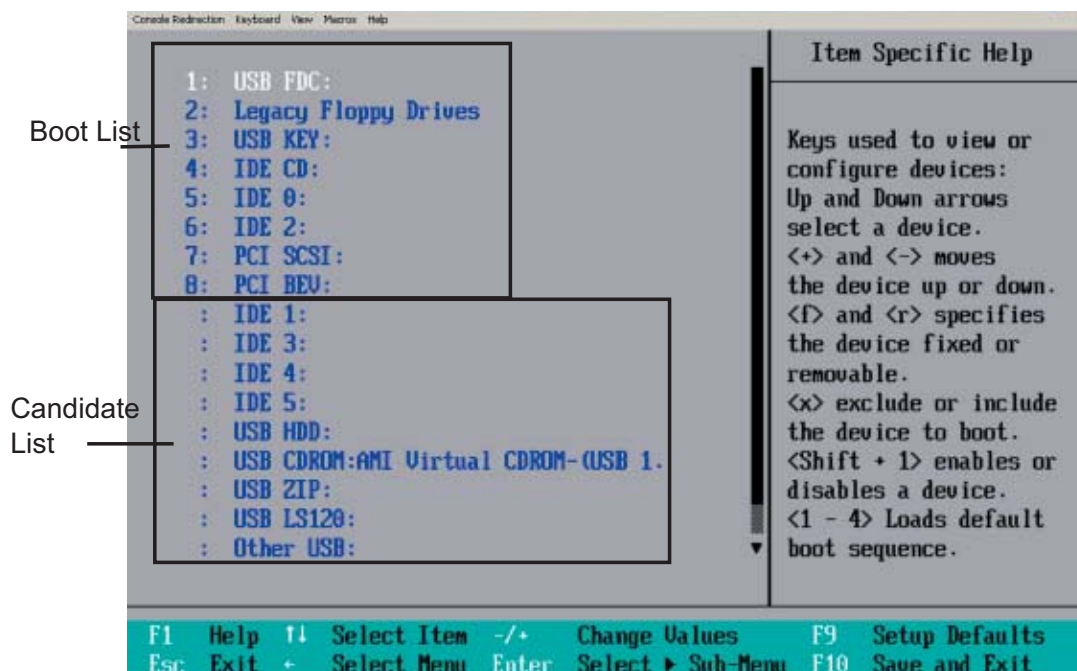 Console Redirection Keyboard View Macros Help
Item Specific Help
Boot List
1: USB FDC:
2: Legacy Floppy Drives
3: USB KEY:
4: IDE CD:
5: IDE 0:
6: IDE 2:
7: PCI SCSI:
8: PCI BEV:
Candidate
List
: IDE 1:
: IDE 3:
: IDE 4:
: IDE 5:
: USB HDD:
: USB CDROM:AMI Virtual CDROM-(USB 1.
: USB ZIP:
: USB LS120:
: Other USB:
Keys used to view or
configure devices:
Up and Down arrows
select a device.
<+> and <-> moves
the device up or down.
<f> and <r> specifies
the device fixed or
removable.
<x> exclude or include
the device to boot.
<Shift + 1> enables or
disables a device.
<1 - 4> Loads default
boot sequence.
F1 Help ↑↓ Select Item -/+ Change Values F9 Setup Defaults
Esc Exit ← Select Menu Enter Select ▶ Sub-Menu F10 Save and Exit